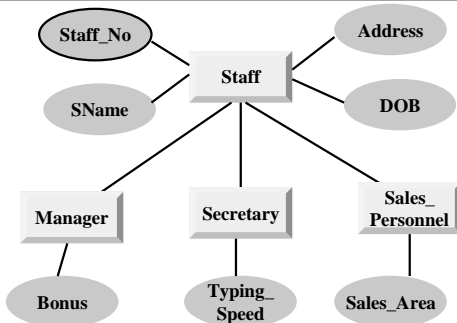 Staff_No
Address
Staff
SName
DOB
Manager
Secretary
Sales_
Personnel
Bonus
Typing_
Speed
Sales_Area